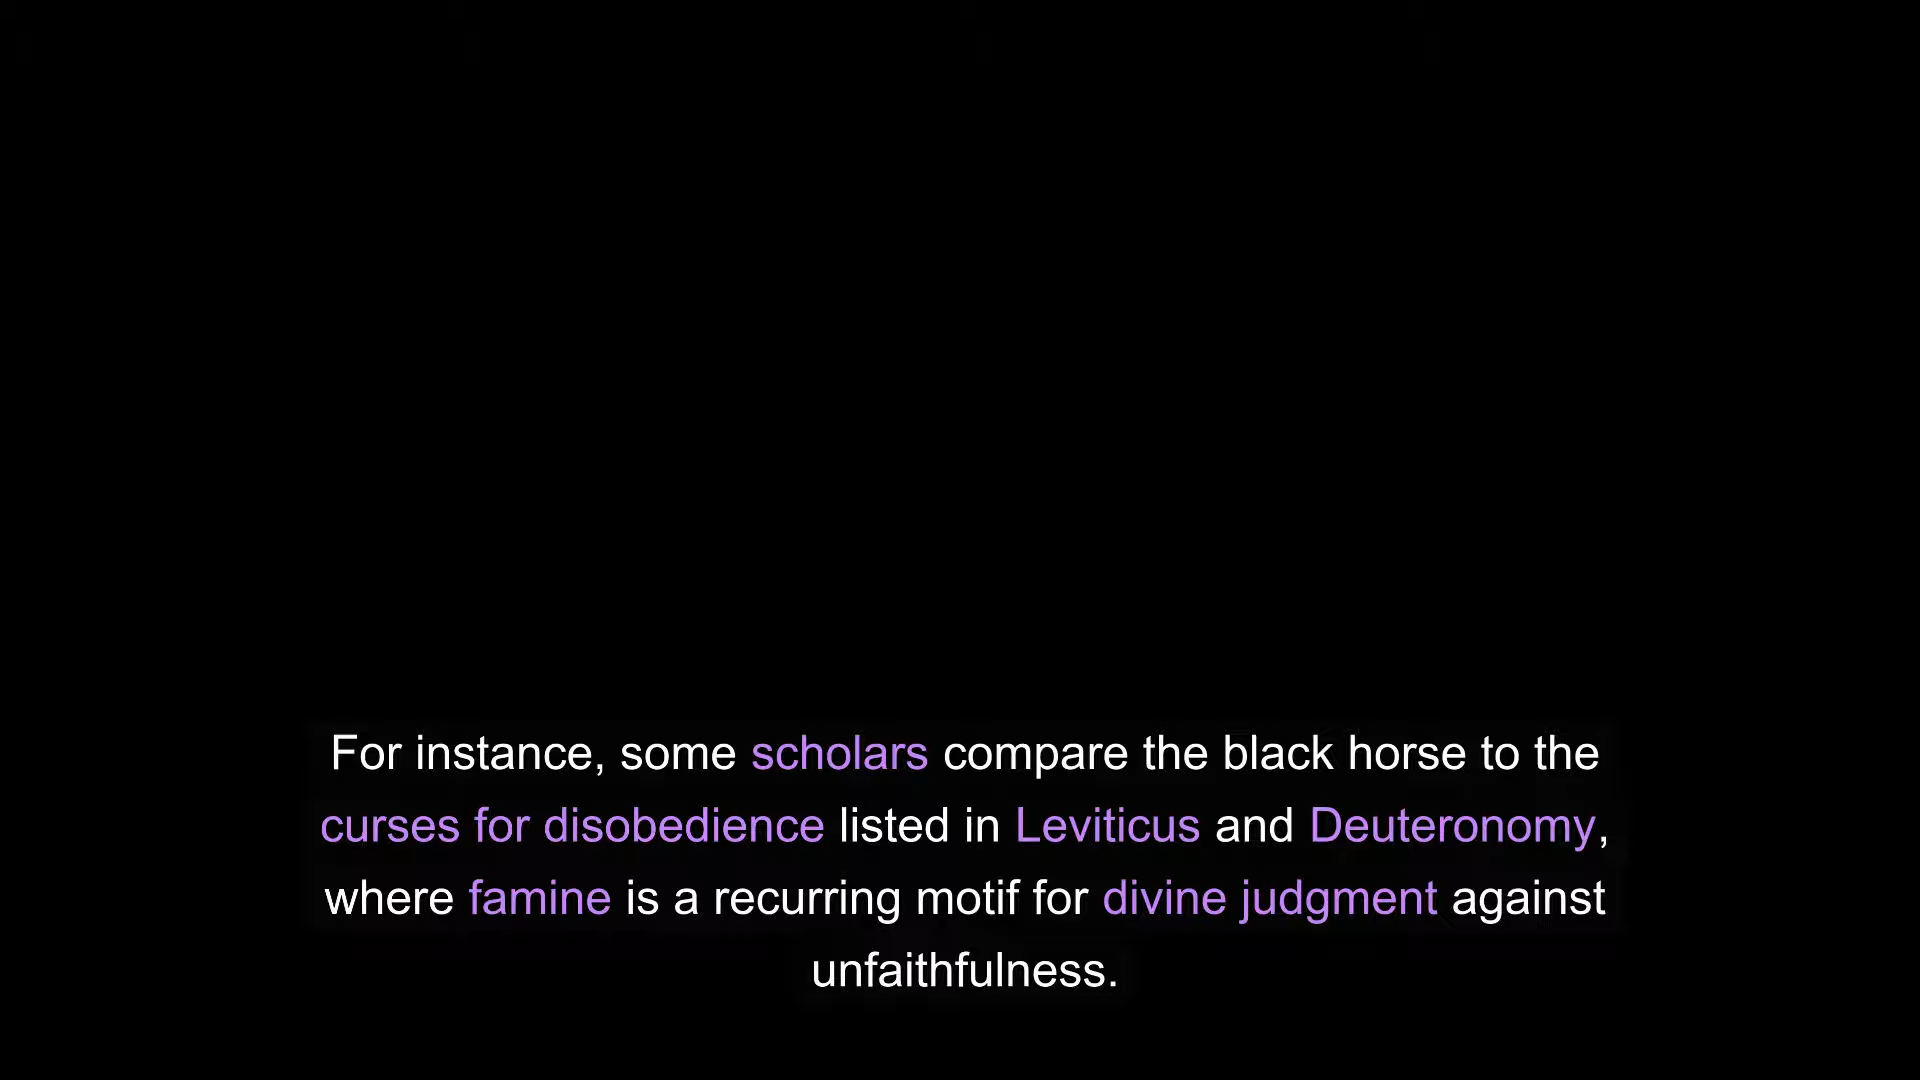 For instance, some scholars compare the black horse to the
curses for disobedience listed in Leviticus and Deuteronomy,
where famine is a recurring motif for divine judgment against
unfaithfulness.